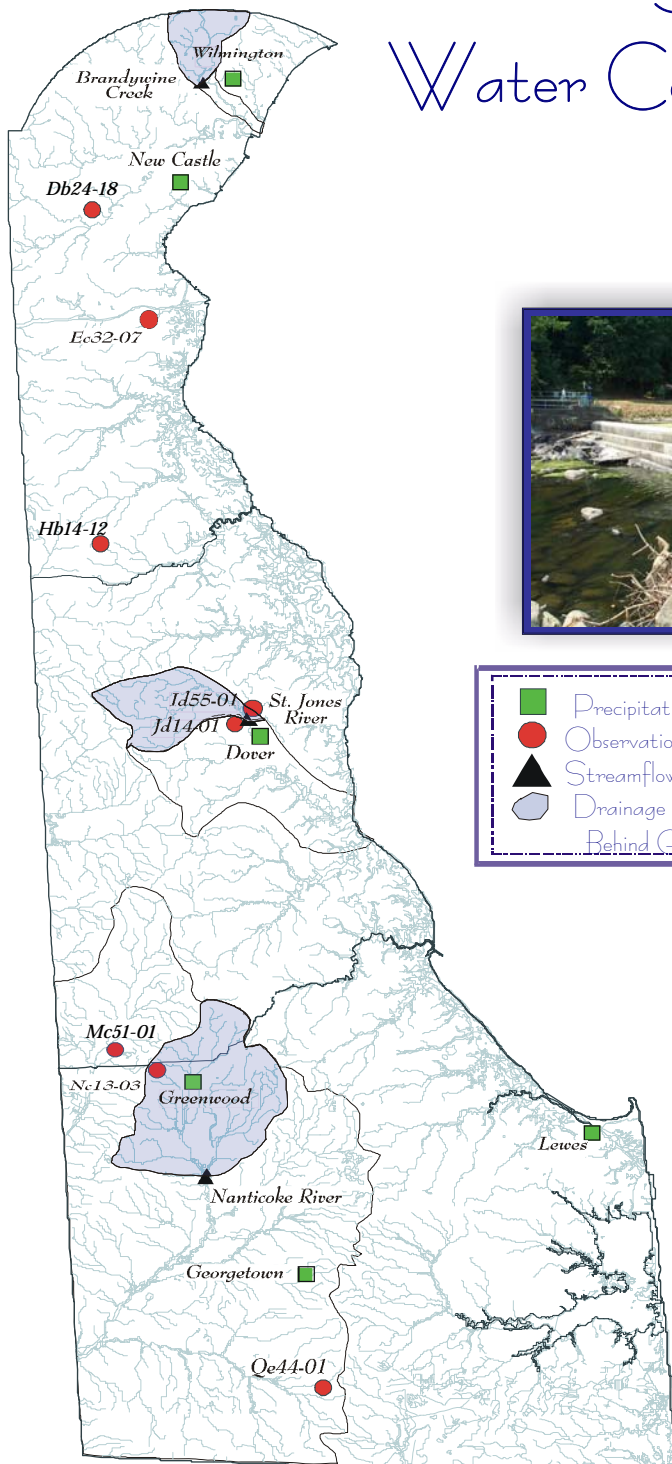 Water C
Wilmington
Brandywine
Creek
New Castle
Db24-18
Ec32-07
Hb14-12
Id55-01
St. Jones
River
Jd14-01
Dover
Precipitat
Observatio
Streamflow
Drainage
Behind G
Mc51-01
Nc13-03
Greenwood
Lewes
Nanticoke River
Georgetown
Qe44-01